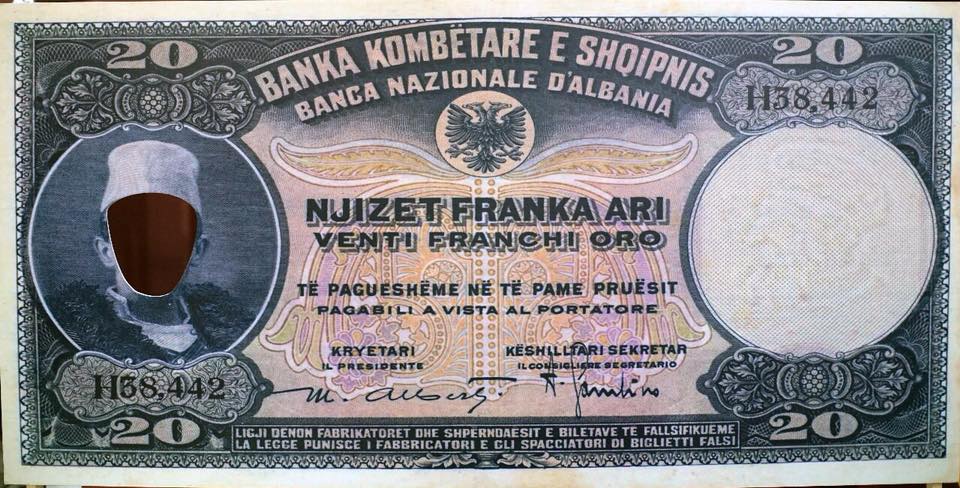 20
20
BANKA KOMBËTARE E SHQIPNIS
BANCA NAZIONALE D'ALBANIA
H38,442
NJIZET FRANKA ARI
VENTI FRANCHI ORO
TË PAGUESHËME NË TË PAME PRUËSIT
PAGABILI A VISTA AL PORTATORE
KRYETARI
IL PRESIDENTE
KËSHILLTARI SEKRETAR
IL CONSIGLIERE SEGRETARIO
H38,442
20
20
LIGJI DENON FABRIKATORET DHE SHPERNDAESIT E BILETAVE TE FALLSIFIKUEME
LA LEGGE PUNISCE I FABBRICATORI E GLI SPACCIATORI DI BIGLIETTI FALSI